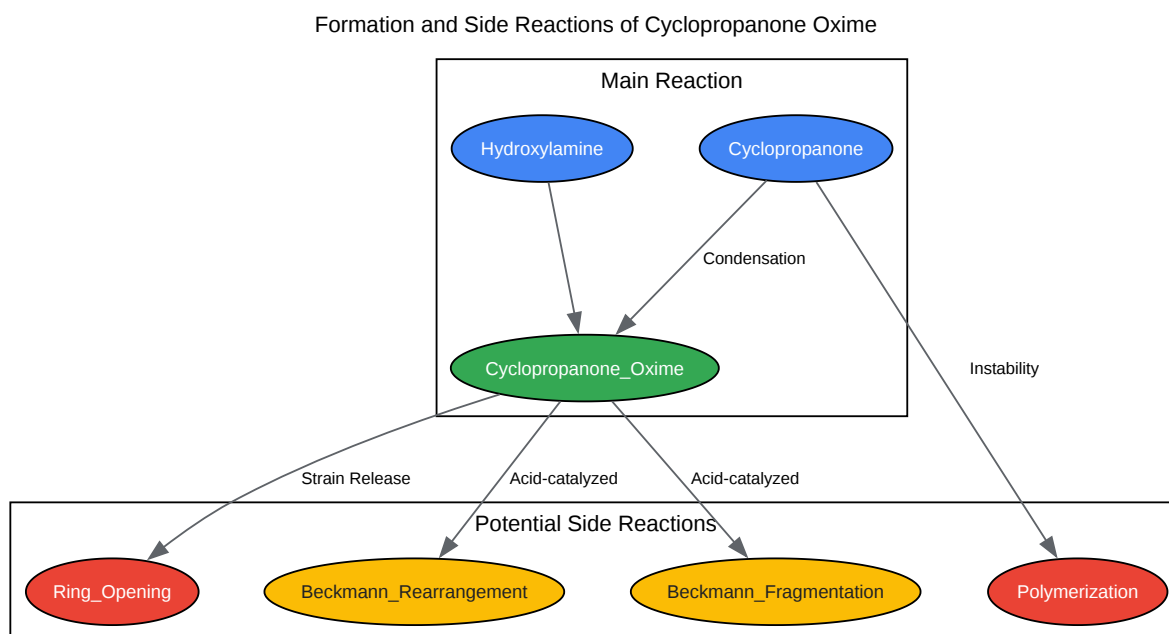 Formation and Side Reactions of Cyclopropanone Oxime
Main Reaction
Hydroxylamine
Cyclopropanone
Condensation
Cyclopropanone_Oxime
Instability
Strain Release
Acid-catalyzed
Acid-catalyzed
Potential Side Reactions
Ring_Opening
Beckmann_Rearrangement
Beckmann_Fragmentation
Polymerization